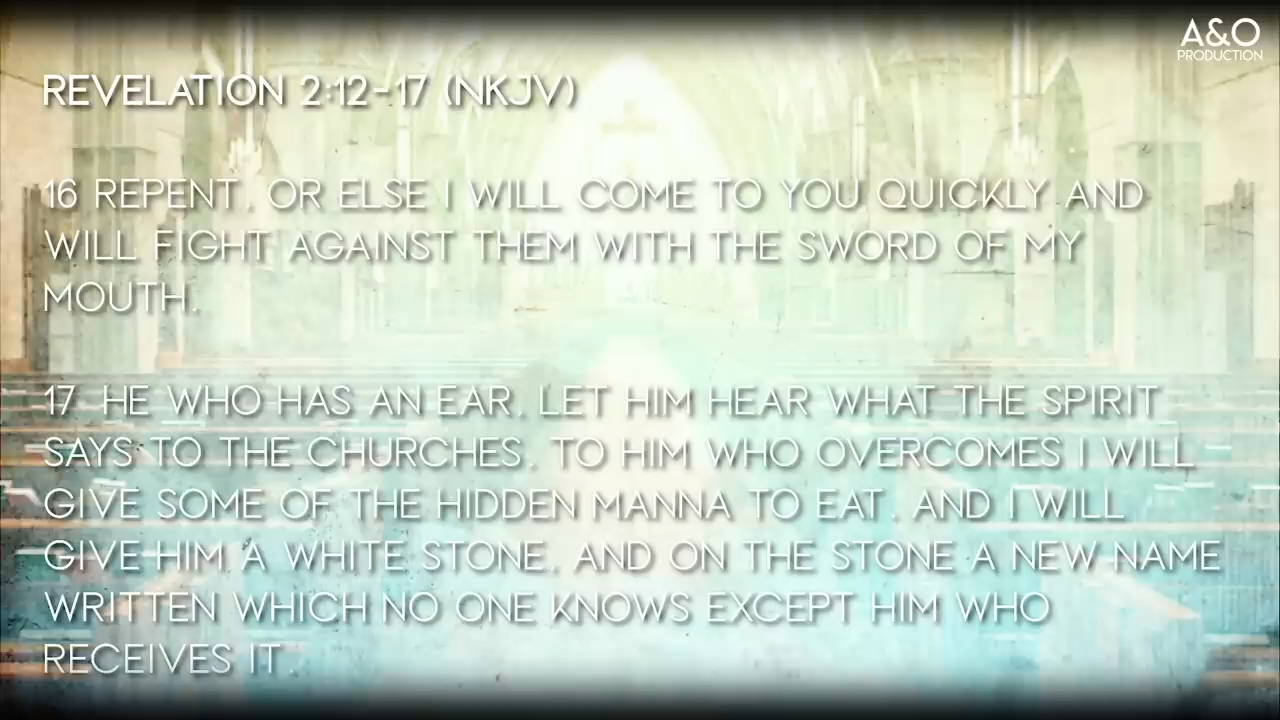 A&O
PRODUCTION
REVELATION 2:12-17 (NKJV)
16 REPENT, OR ELSE I WILL COME TO YOU QUICKLY AND
WILL FIGHT AGAINST THEM WITH THE SWORD OF MY
MOUTH.
17 HE WHO HAS AN EAR, LET HIM HEAR WHAT THE SPIRIT
SAYS TO THE CHURCHES. TO HIM WHO OVERCOMES I WILL
GIVE SOME OF THE HIDDEN MANNA TO EAT. AND I WILL
GIVE HIM A WHITE STONE, AND ON THE STONE A NEW NAME
WRITTEN WHICH NO ONE KNOWS EXCEPT HIM WHO
RECEIVES IT.